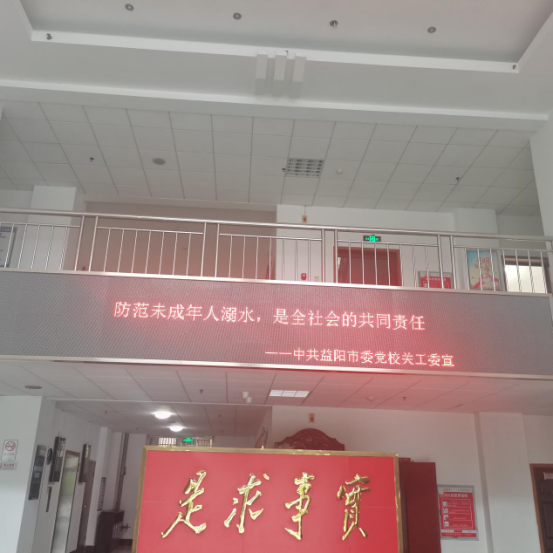 防范未成年人溺水，是全社会的共同责任
——中共益阳市委党校关工委宣
是求事實